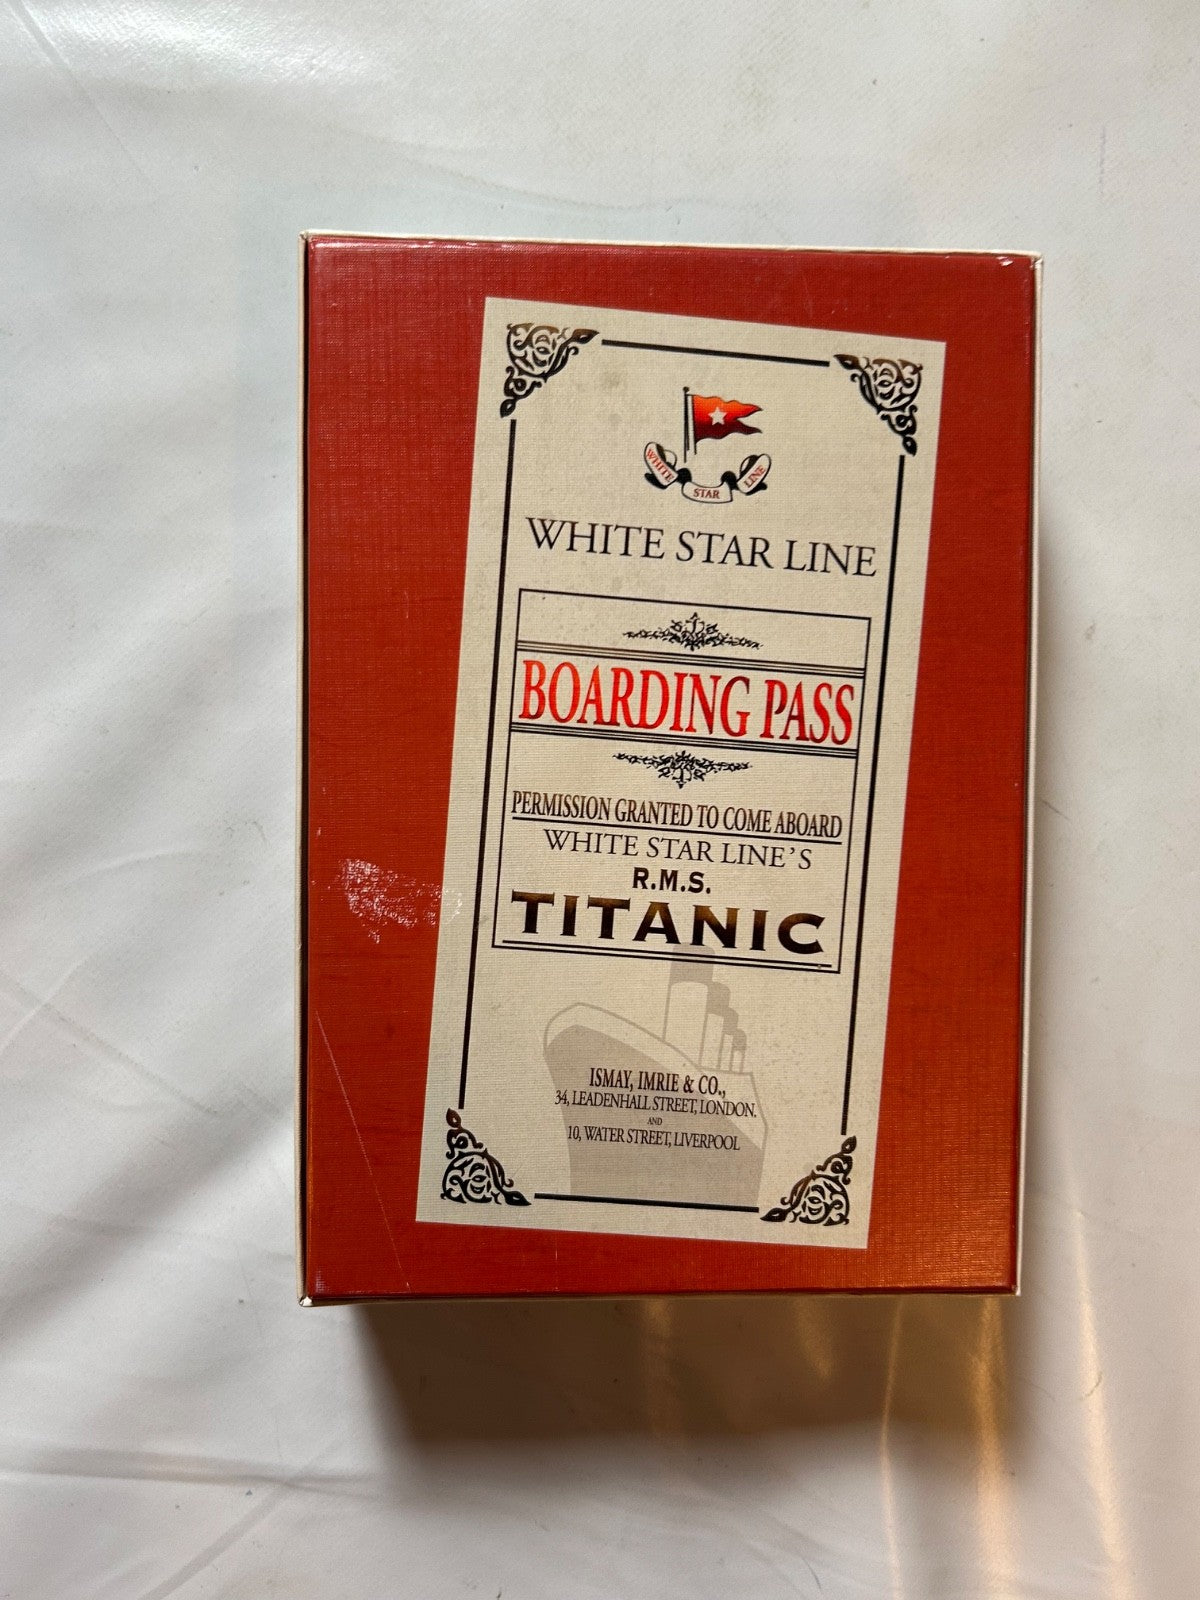 WHITE STAR LINE
WHITE STAR LINE
BOARDING PASS
PERMISSION GRANTED TO COME ABOARD
WHITE STAR LINE'S
R.M.S.
TITANIC
ISMAY, IMRIE & CO.,
34, LEADENHALL STREET, LONDON.
AND
10, WATER STREET, LIVERPOOL